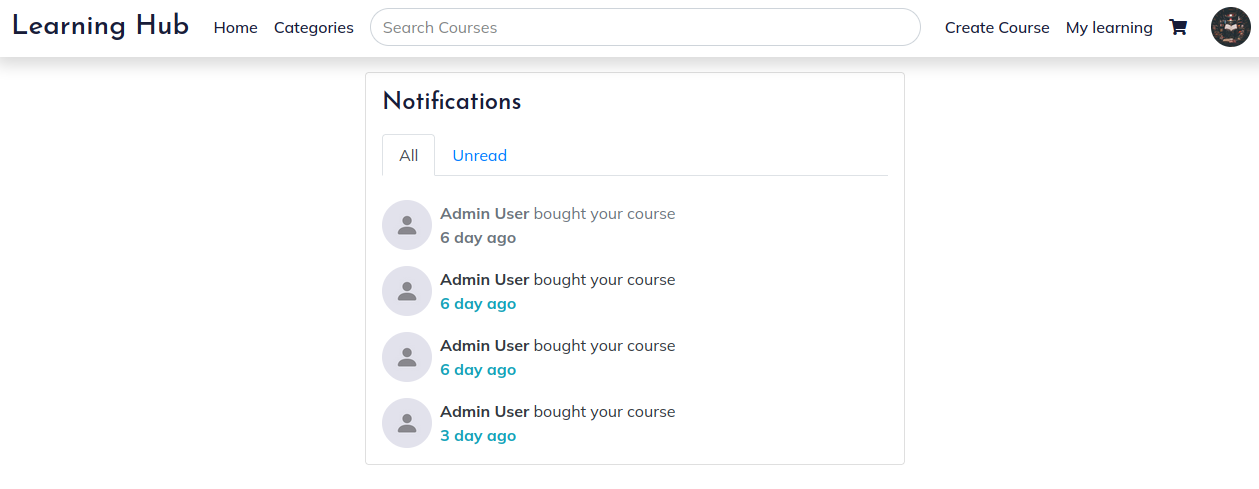 Learning Hub Home Categories Search Courses Create Course My learning
Notifications
All Unread
Admin User bought your course
6 day ago
Admin User bought your course
6 day ago
Admin User bought your course
6 day ago
Admin User bought your course
3 day ago